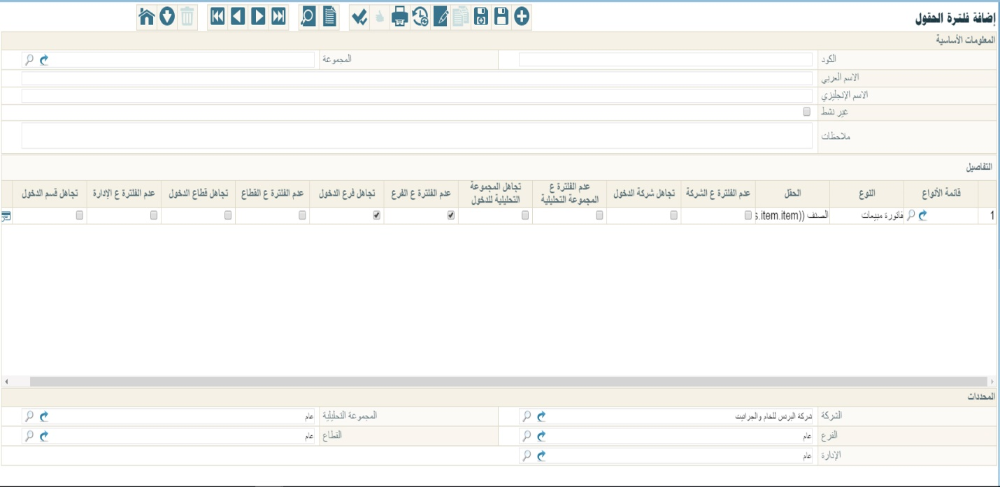 إضافة فلترة الحقول
المعلومات الأساسية
الكود
المجموعة
الاسم العربي
الاسم الإنجليزي
غير نشط
ملاحظات
التفاصيل
قائمة الأنواع
النوع
الحقل
عدم الفلترة ع الشركة
تجاهل شركة الدخول
عدم الفلترة ع المجموعة التحليلية
تجاهل المجموعة التحليلية للدخول
عدم الفلترة ع الفرع
تجاهل فرع الدخول
عدم الفلترة ع القطاع
تجاهل قطاع الدخول
عدم الفلترة ع الإدارة
تجاهل قسم الدخول
1
فاتورة مبيعات
الصنف ((s.item.item
المحددات
الشركة
شركة البرنس للخام والجرانيت
المجموعة التحليلية
عام
الفرع
عام
القطاع
عام
الإدارة
عام